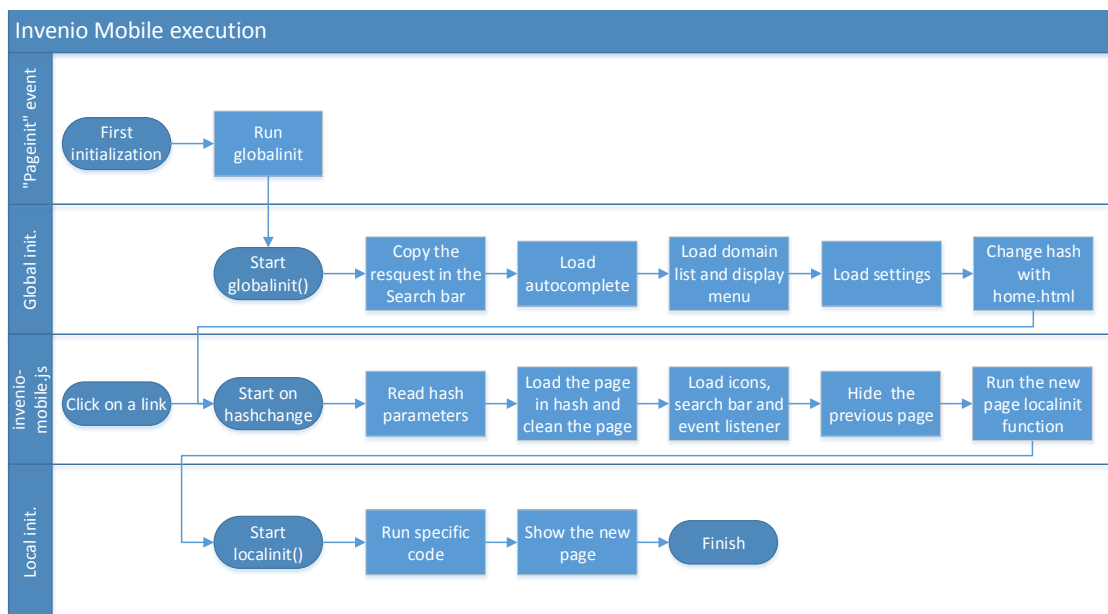 Invenio Mobile execution
"Pageinit" event
First
initialization
Run
globalinit
Global init.
Start
globalinit()
Copy the
resquest in the
Search bar
Load
autocomplete
Load domain
list and display
menu
Load settings
Change hash
with
home.html
invenio-
mobile.js
Click on a link
Start on
hashchange
Read hash
parameters
Load the page
in hash and
clean the page
Load icons,
search bar and
event listener
Hide  the
previous page
Run the new
page localinit
function
Local init.
Start
localinit()
Run specific
code
Show the new
page
Finish